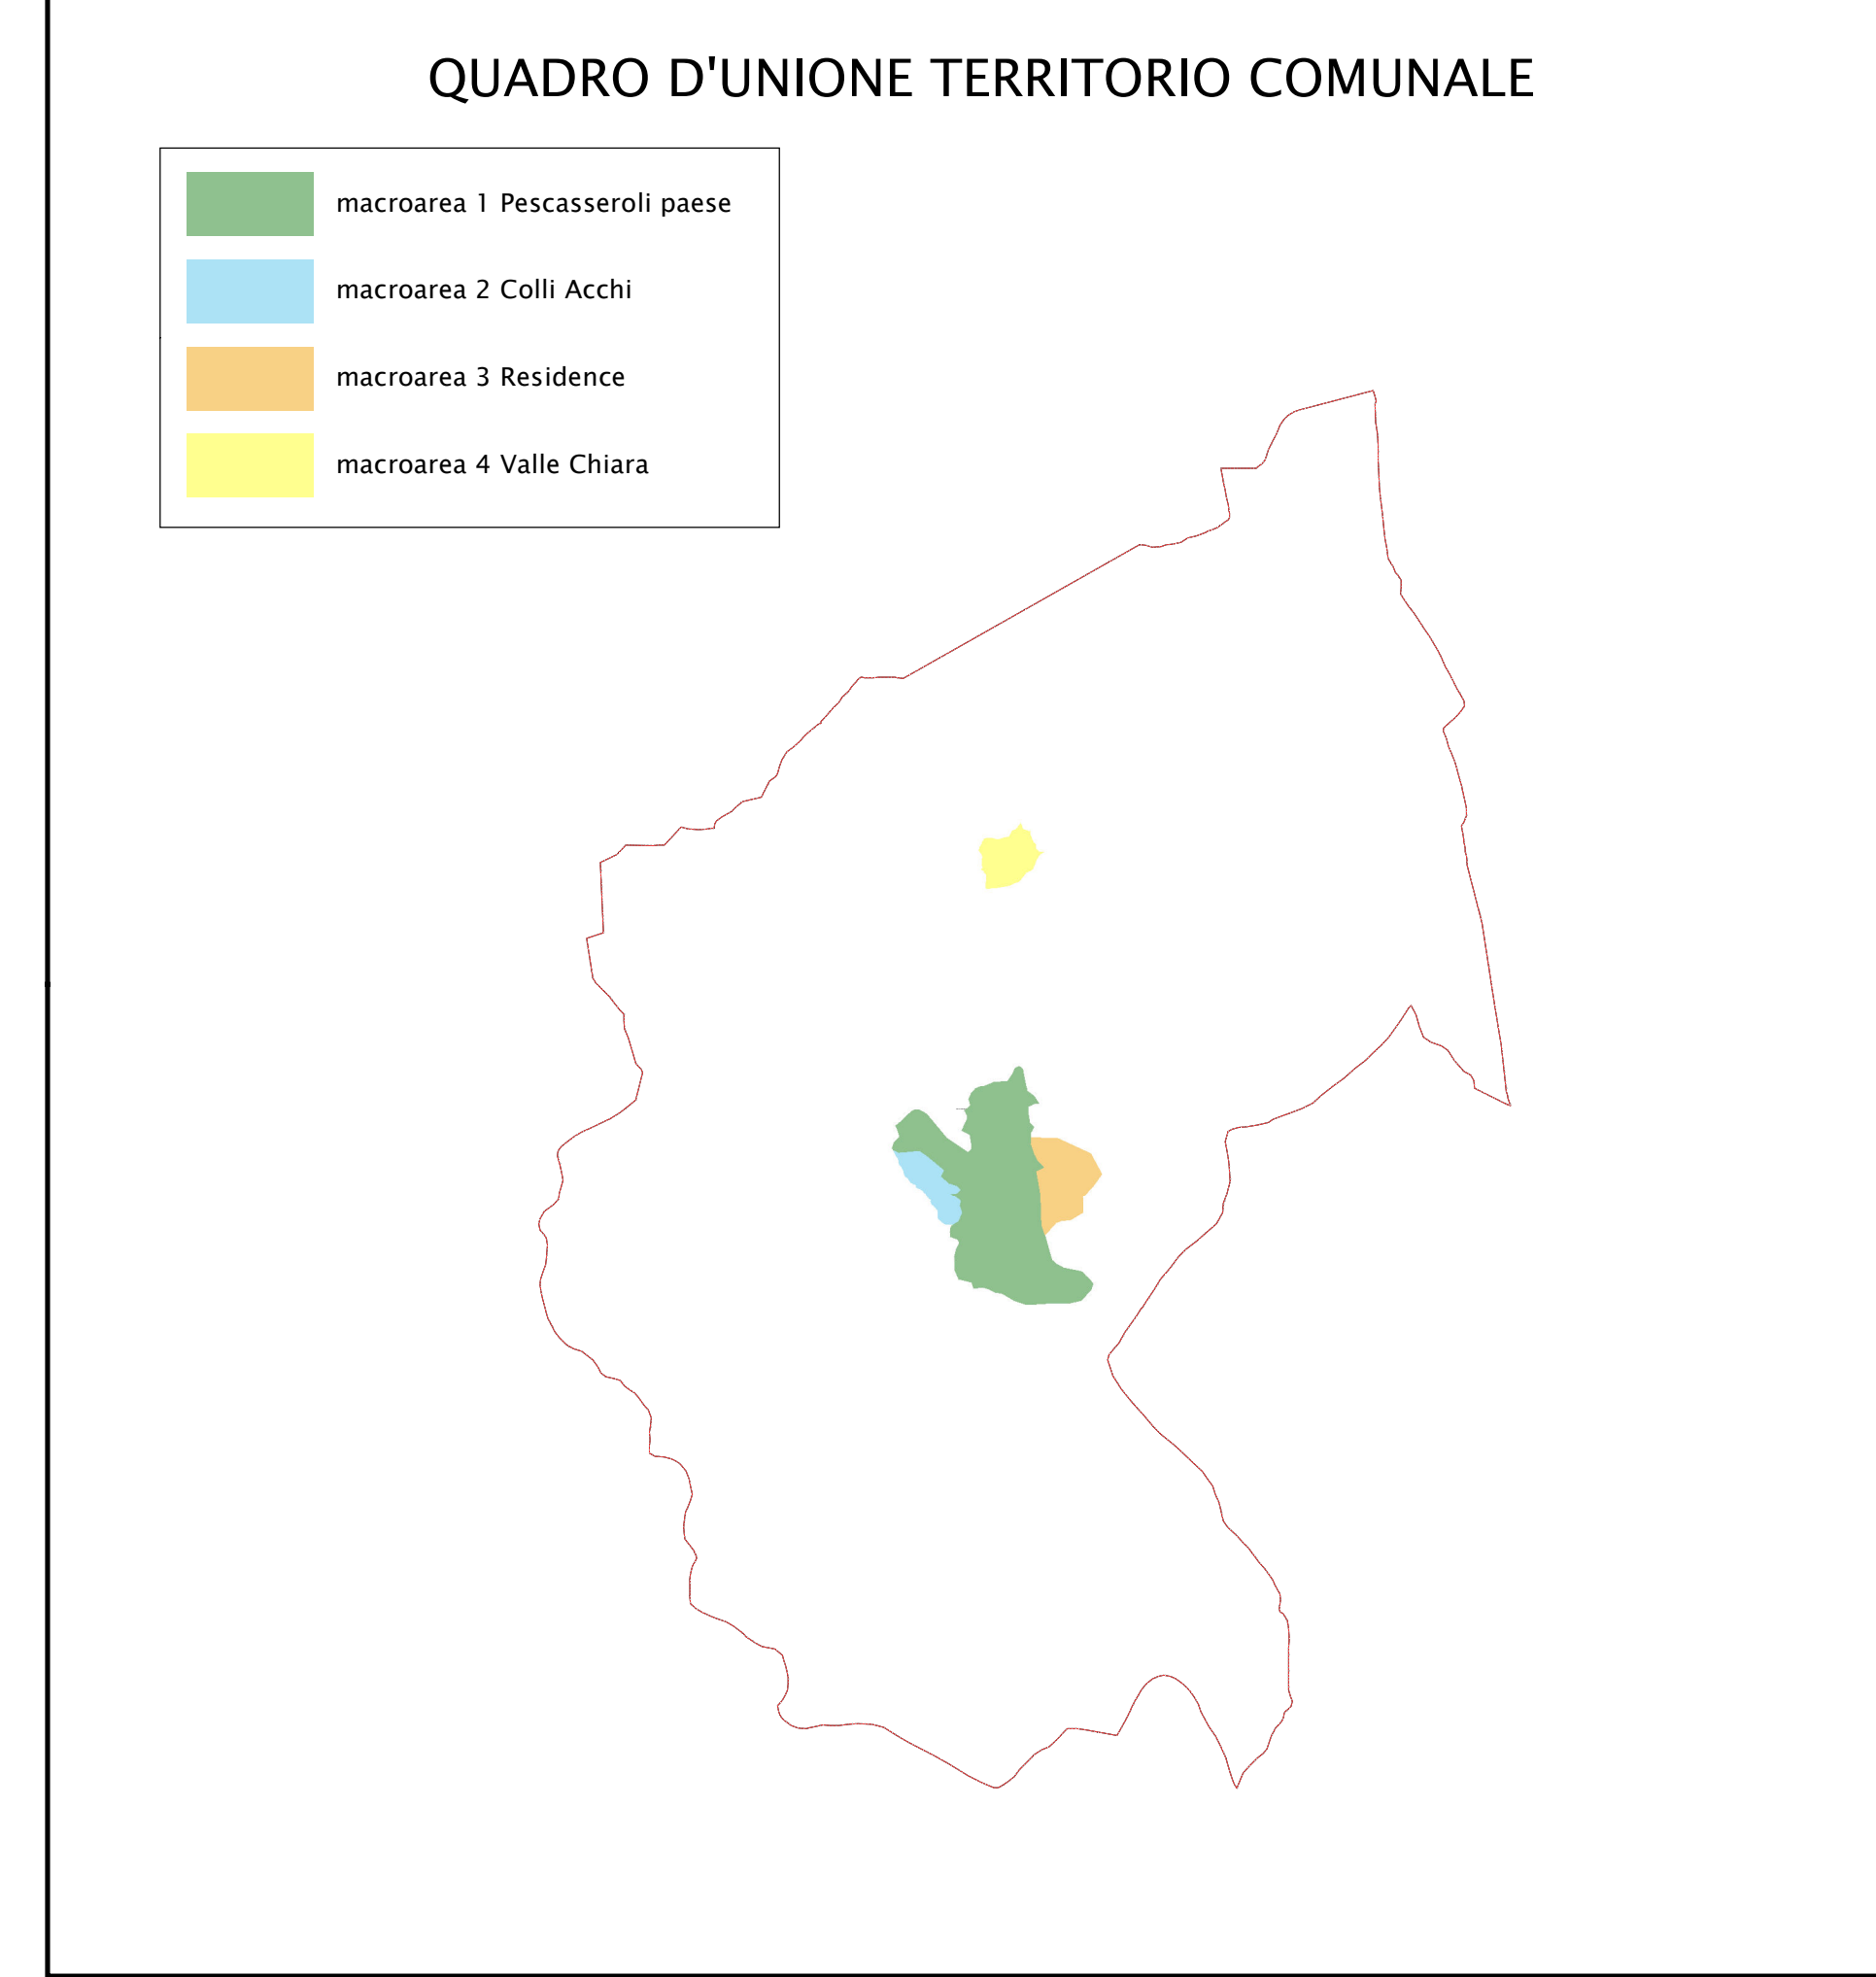 QUADRO D'UNIONE TERRITORIO COMUNALE
macroarea 1 Pescasseroli paese
macroarea 2 Colli Acchi
macroarea 3 Residence
macroarea 4 Valle Chiara